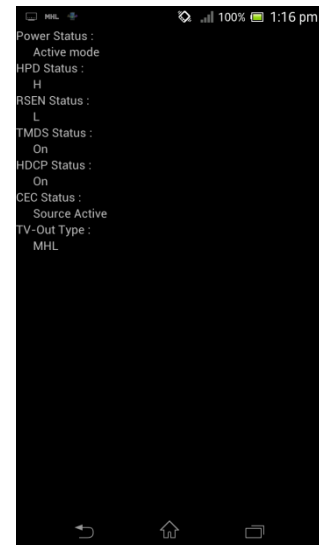 MHL 100% 1:16 pm
Power Status :
Active mode
HPD Status :
H
RSEN Status :
L
TMDS Status :
On
HDCP Status :
On
CEC Status :
Source Active
TV-Out Type :
MHL